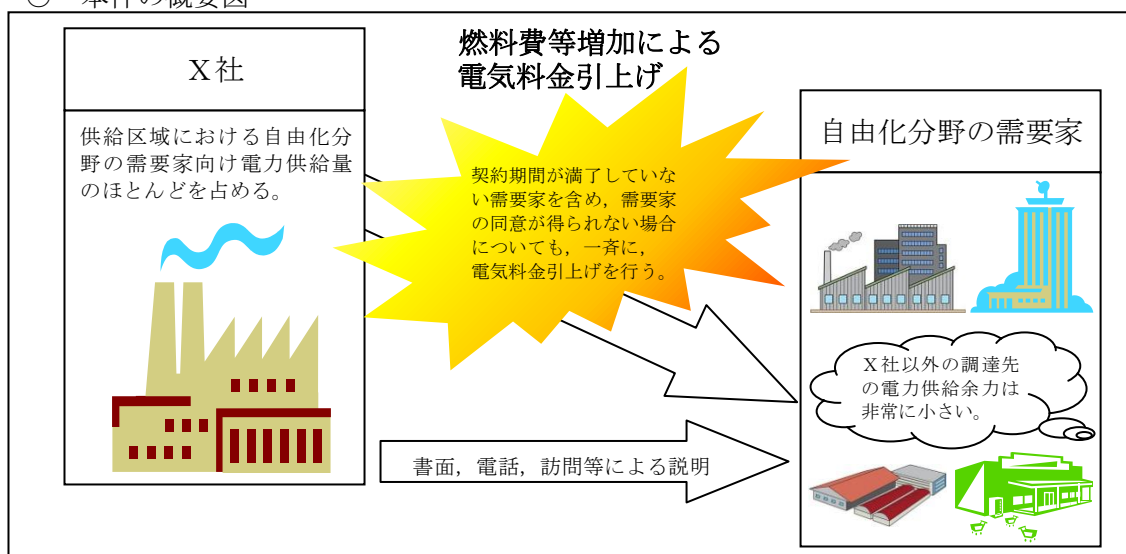 ○ 本件の概要図
燃料費等増加による
電気料金引上げ
X社
供給区域における自由化分
野の需要家向け電力供給量
のほとんどを占める。
契約期間が満了していな
い需要家を含め，需要家
の同意が得られない場合
についても，一斉に，
電気料金引上げを行う。
自由化分野の需要家
X社以外の調達先
の電力供給余力は
非常に小さい。
書面，電話，訪問等による説明